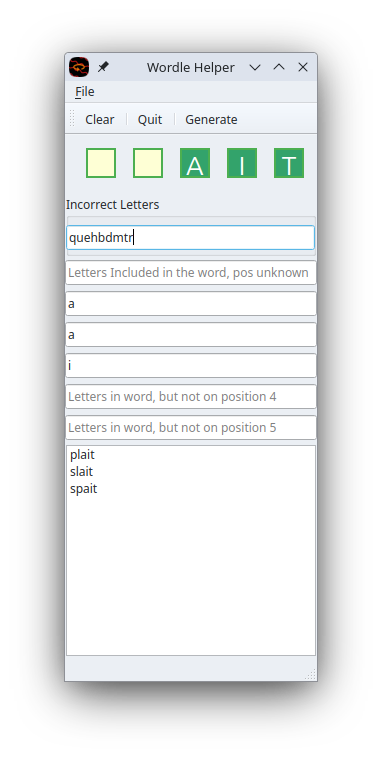 Wordle Helper
File
Clear Quit Generate
A I T
Incorrect Letters
quehbdmtr
Letters Included in the word, pos unknown
a
a
i
Letters in word, but not on position 4
Letters in word, but not on position 5
plait
slait
spait